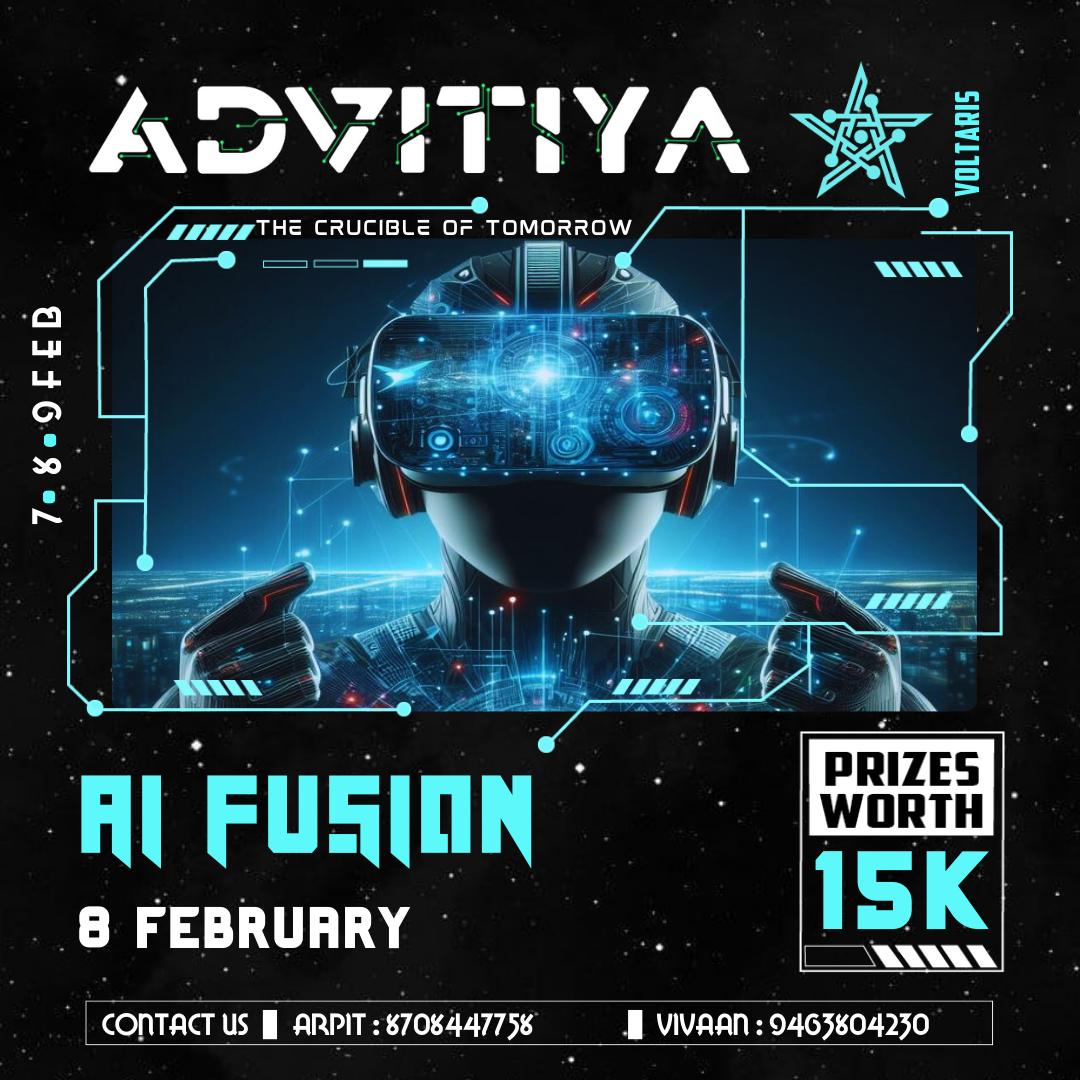 ADVITIYA
VOLTARIS
THE CRUCIBLE OF TOMORROW
7•8•9 FEB
AI FUSION
8 FEBRUARY
PRIZES
WORTH
15K
CONTACT US ARPIT : 8708447758 VIVAAN : 9463804230